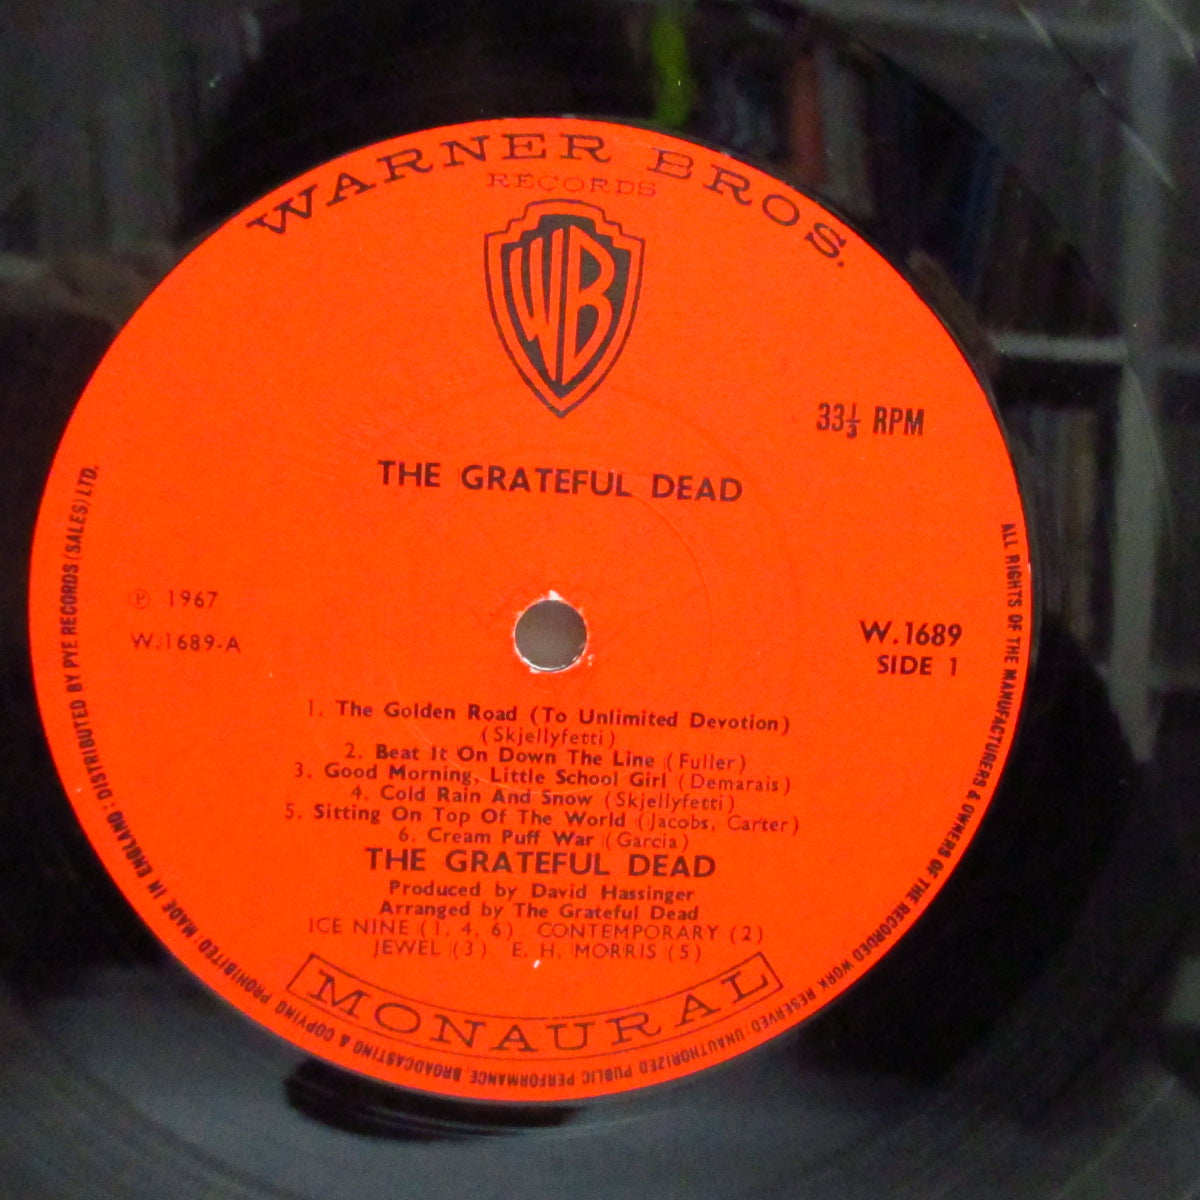 WARNER BROS.
RECORDS
WB
33⅓ RPM
THE GRATEFUL DEAD
℗ 1967
W.1689-A
W.1689
SIDE 1
1. The Golden Road (To Unlimited Devotion)
(Skjellyfetti)
2. Beat It On Down The Line (Fuller)
3. Good Morning, Little School Girl (Demarais)
4. Cold Rain And Snow (Skjellyfetti)
5. Sitting On Top Of The World (Jacobs, Carter)
6. Cream Puff War (Garcia)
THE GRATEFUL DEAD
Produced by David Hassinger
Arranged by The Grateful Dead
ICE NINE (1, 4, 6) CONTEMPORARY (2)
JEWEL (3) E. H. MORRIS (5)
MONAURAL
ALL RIGHTS OF THE MANUFACTURERS & OWNERS OF THE RECORDED WORK RESERVED: UNAUTHORIZED PUBLIC PERFORMANCE, BROADCASTING & COPYING PROHIBITED: MADE IN ENGLAND: DISTRIBUTED BY PYE RECORDS (SALES) LTD.